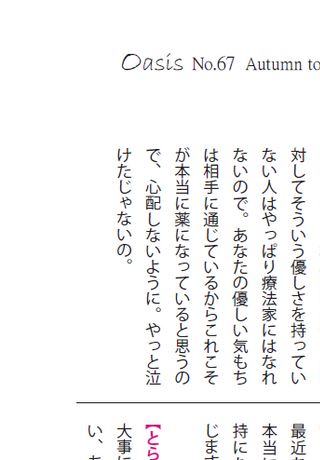 Oasis No.67 Autumn to
対してそういう優しさを持ってい
ない人はやっぱり療法家にはなれ
ないので。あなたの優しい気もち
は相手に通じているからこれこそ
が本当に薬になっていると思うの
で、心配しないように。やっと泣
けたじゃないの。
最近
本当に
持に
じま
【とら
大事に
い、